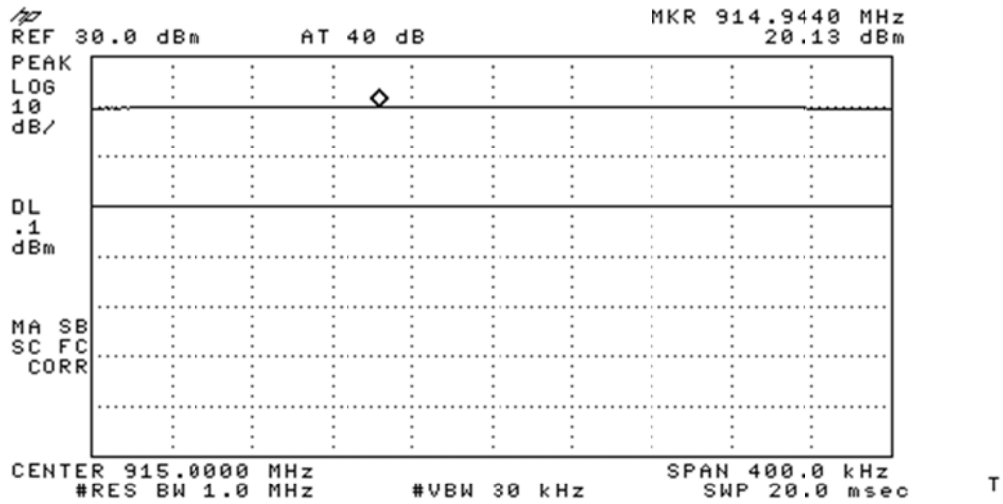 hp
MKR 914.9440 MHz
REF 30.0 dBm AT 40 dB 20.13 dBm
PEAK
LOG
10
dB/
DL
.1
dBm
MA SB
SC FC
CORR
CENTER 915.0000 MHz SPAN 400.0 kHz
#RES BW 1.0 MHz #VBW 30 kHz SWP 20.0 msec
T